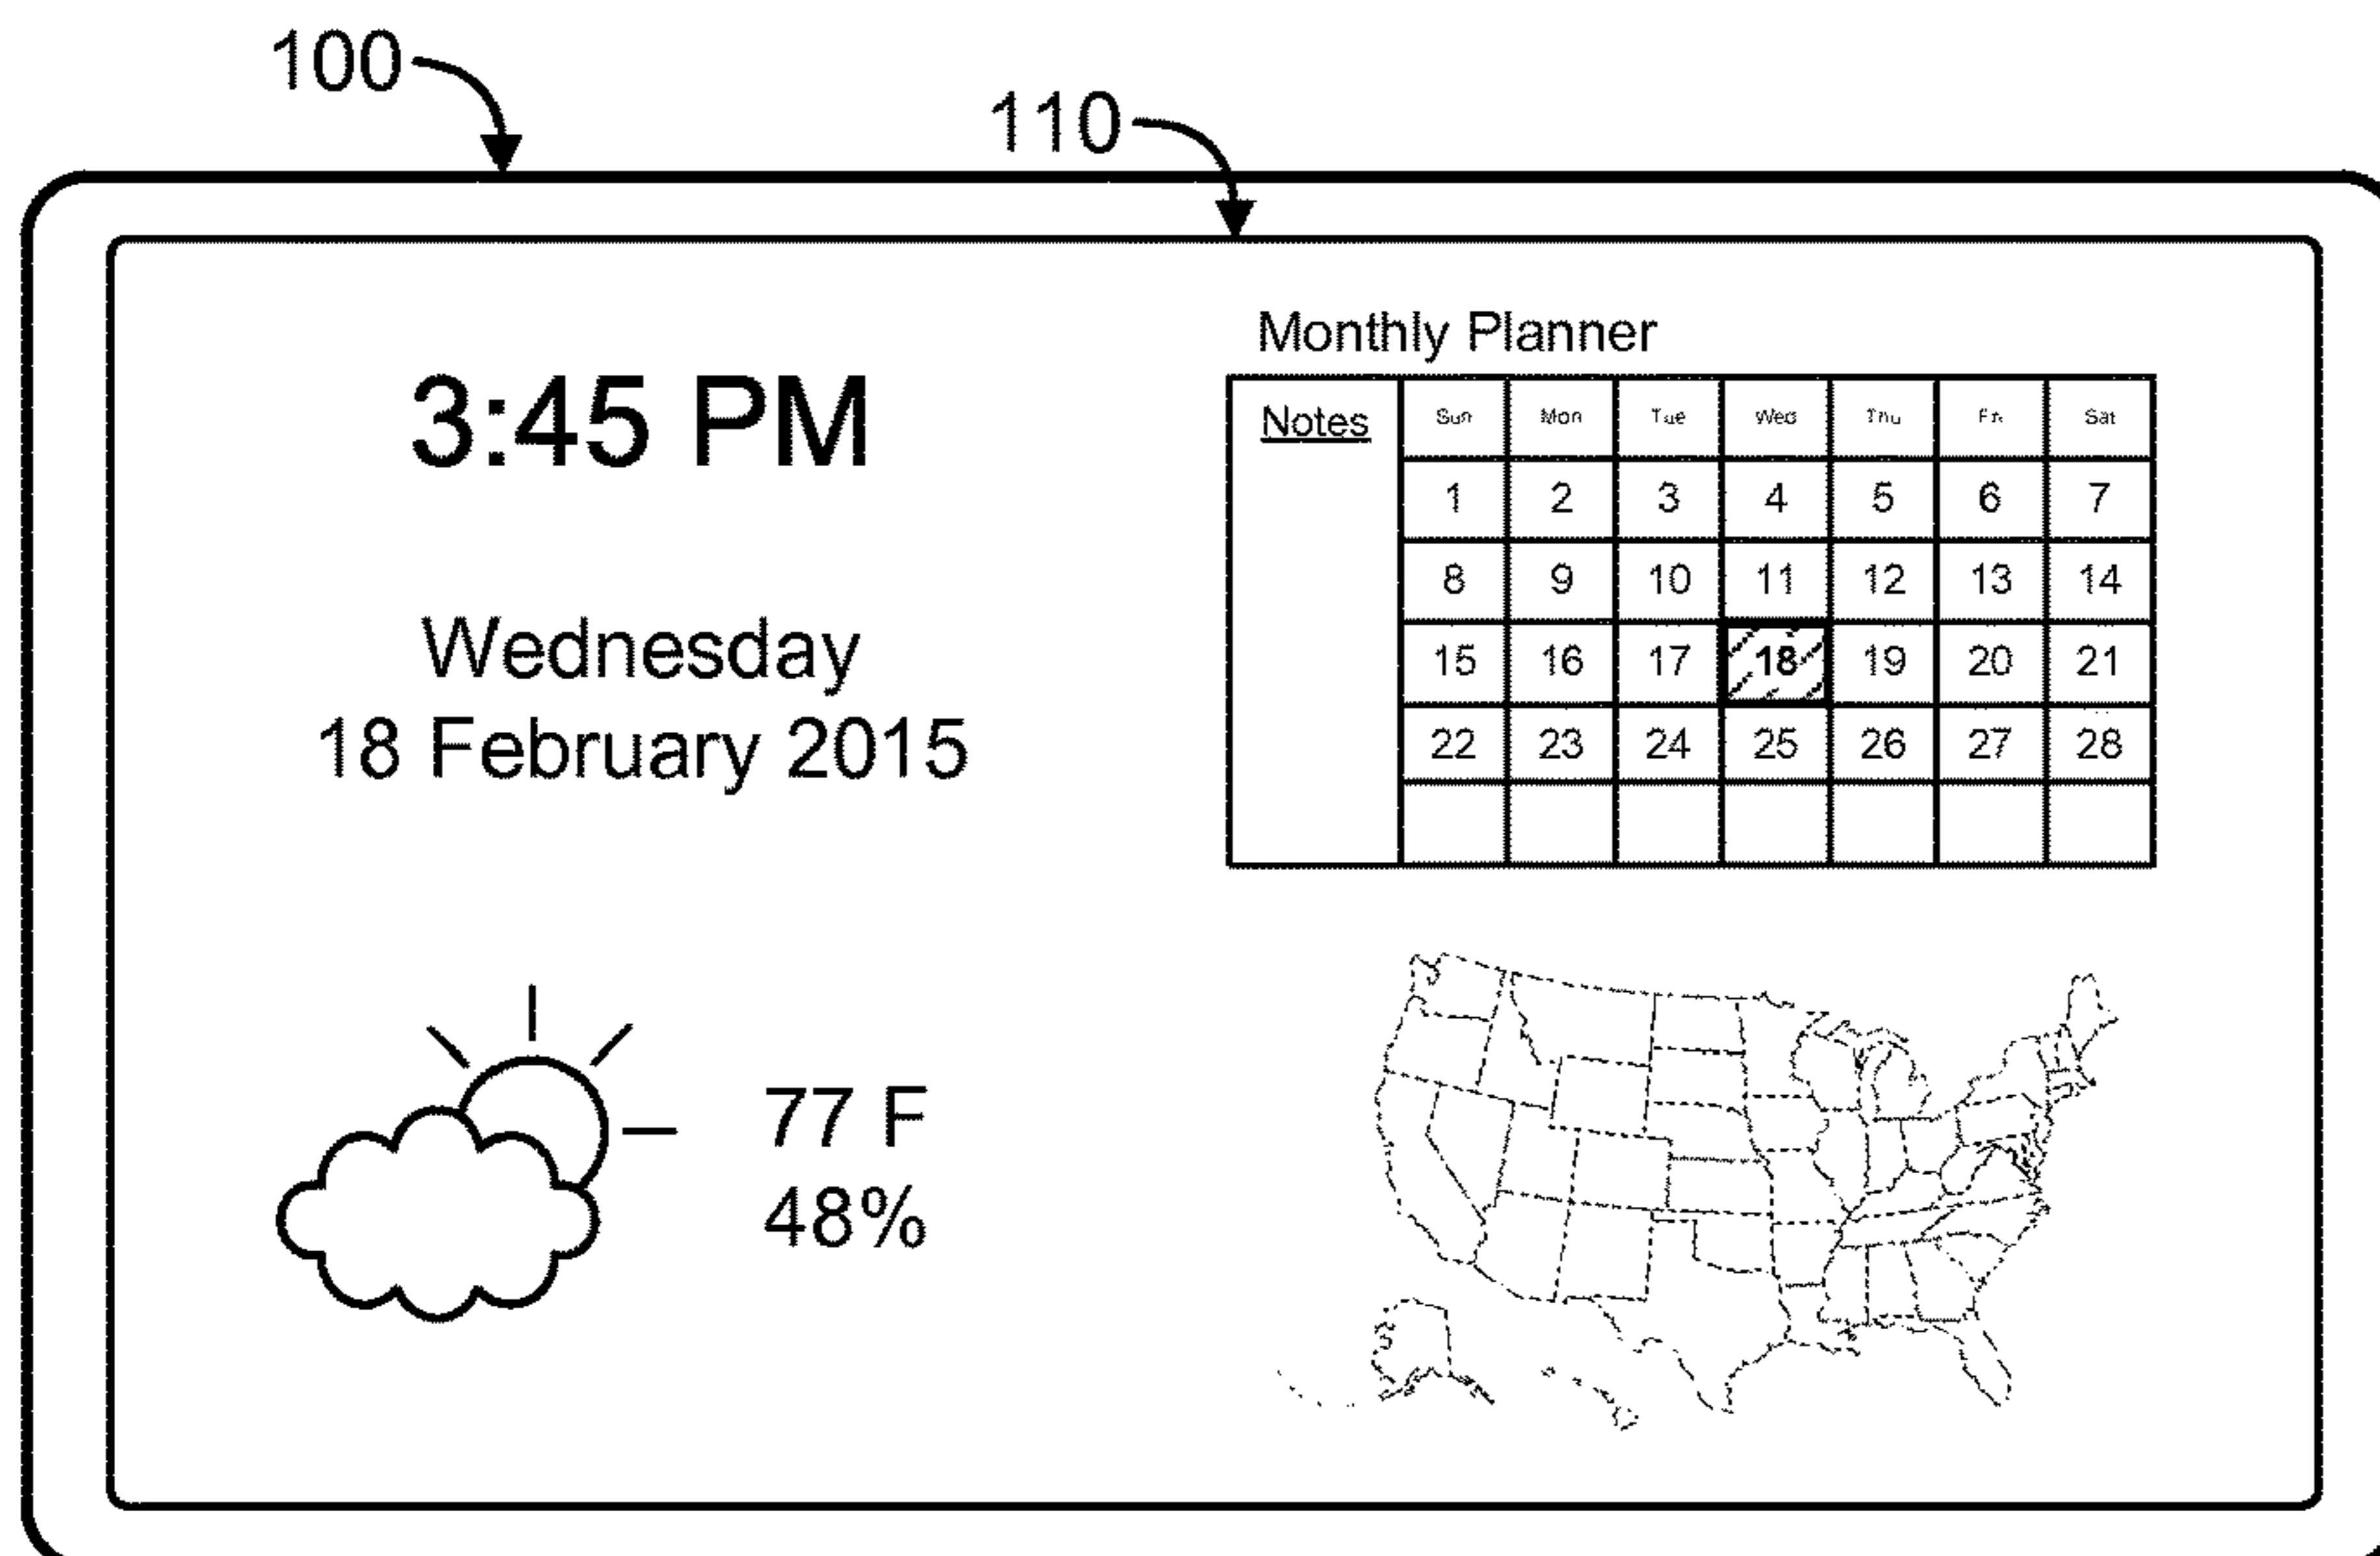 100
110
3:45 PM
Wednesday
18 February 2015
77 F
48%
Monthly Planner
Notes Sun Mon Tue Wed Thu Fri Sat
1 2 3 4 5 6 7
8 9 10 11 12 13 14
15 16 17 18 19 20 21
22 23 24 25 26 27 28